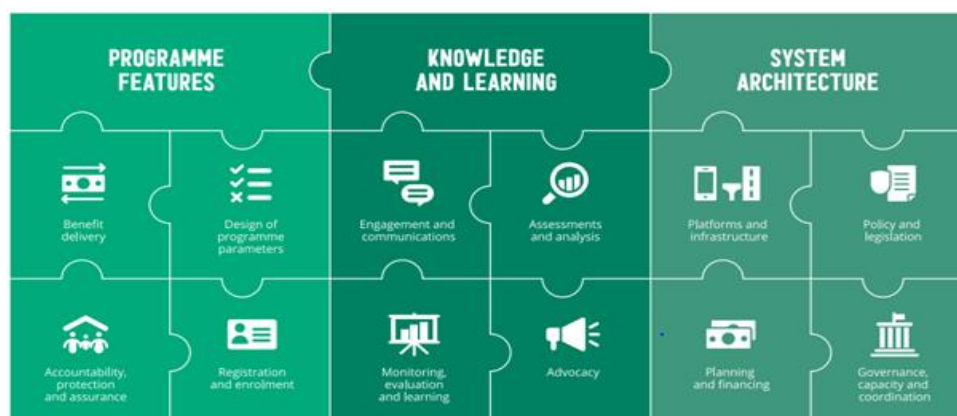 PROGRAMME
FEATURES
KNOWLEDGE
AND LEARNING
SYSTEM
ARCHITECTURE
Benefit
delivery
Design of
programme
parameters
Engagement and
communications
Assessments
and analysis
Platforms and
infrastructure
Policy and
legislation
Accountability,
protection
and assurance
Registration
and enrolment
Monitoring,
evaluation
and learning
Advocacy
Planning
and financing
Governance,
capacity and
coordination